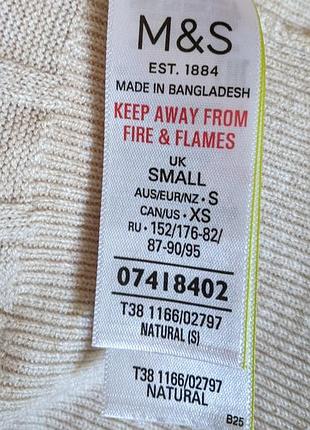 M&S
EST. 1884
MADE IN BANGLADESH
KEEP AWAY FROM
FIRE & FLAMES
UK
SMALL
AUS/EUR/NZ • S
CAN/US • XS
RU • 152/176-82/
87-90/95
07418402
T38 1166/02797
NATURAL (S)
T38 1166/02797
NATURAL
B25